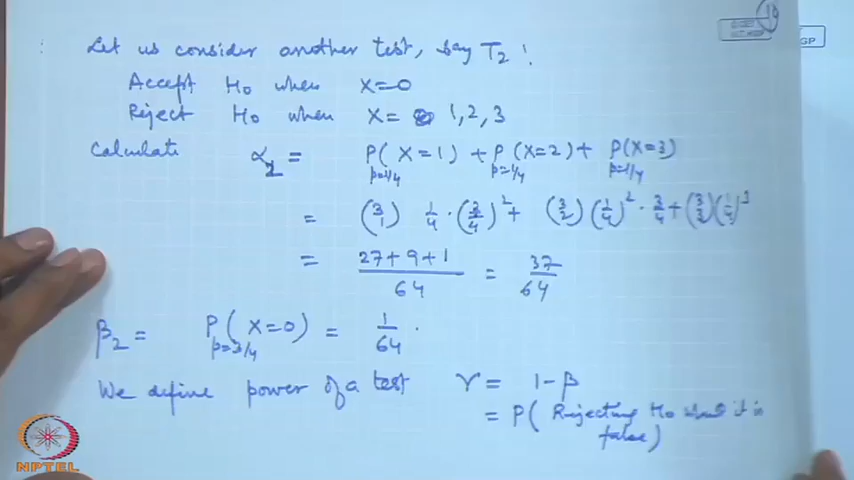 Let us consider another test, say T₂ :
Accept H₀ when X=0
Reject H₀ when X= 1,2,3
Calculate α₂ = P(X=1) + P(X=2) + P(X=3)
p=1/4 p=1/4 p=1/4
= (3 1) 1/4 · (3/4)² + (3 2)(1/4)² · 3/4 + (3 3)(1/4)³
= (27+9+1)/64 = 37/64
β₂ = P(X=0) = 1/64 .
p=3/4
We define power of a test γ = 1-β
= P( Rejecting H₀ when it is
false)
NPTEL
GP